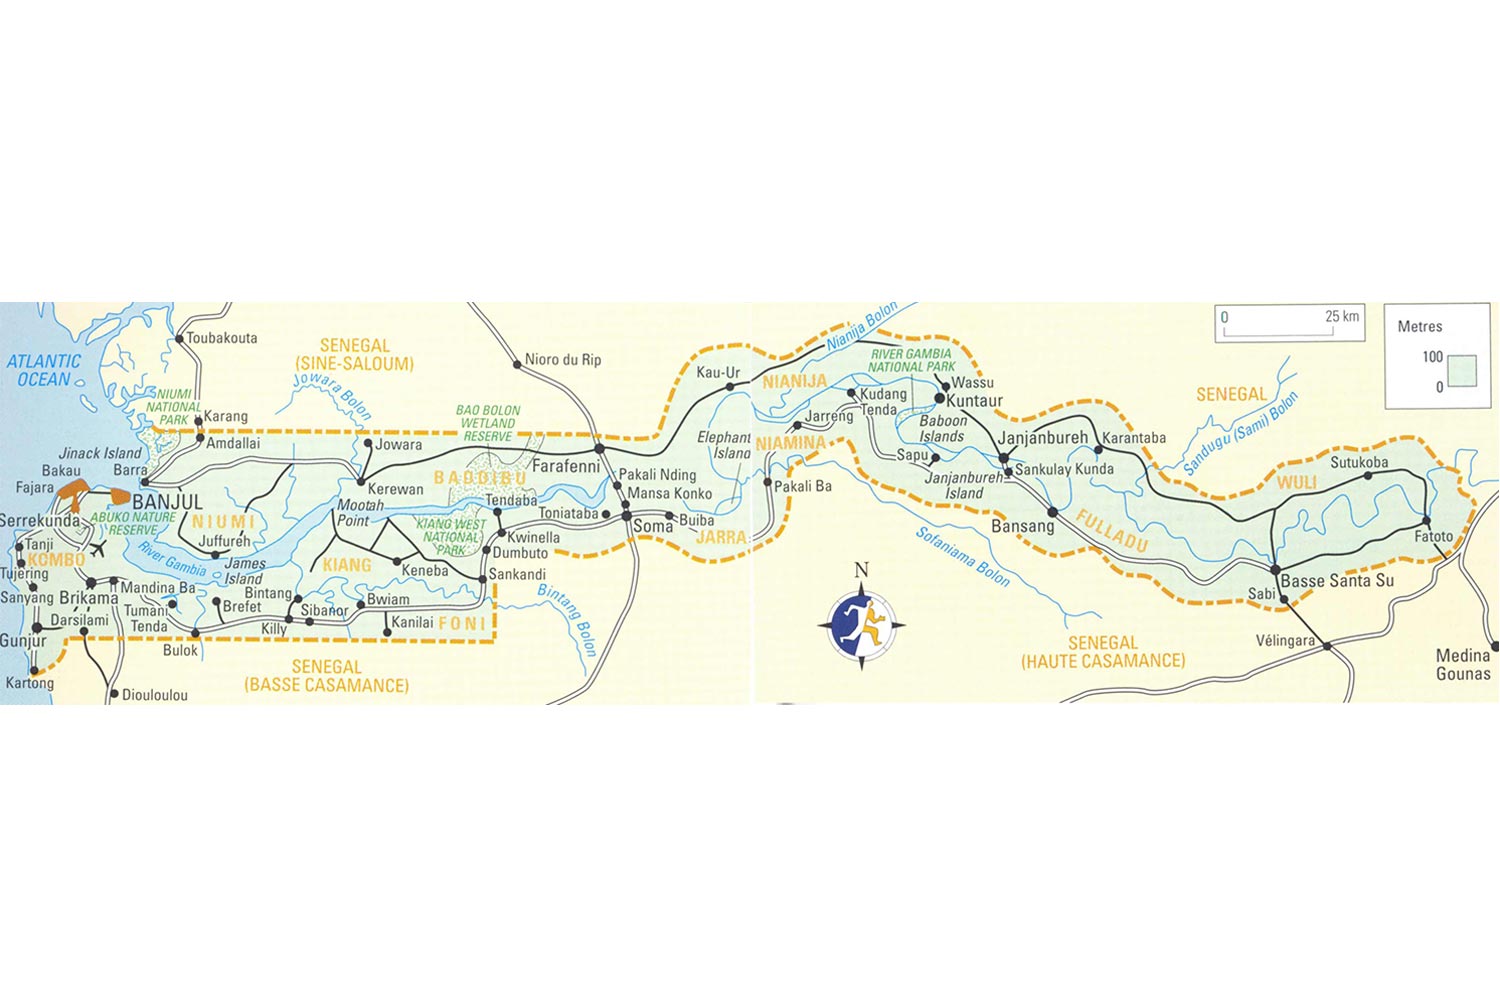 Toubakouta
SENEGAL
(SINE-SALOUM)
ATLANTIC
OCEAN
Nioro du Rip
Jowara Bolon
NIUMI
NATIONAL
PARK
Karang
Amdallai
Jowara
BAO BOLON
WETLAND
RESERVE
Kau-Ur
Jinack Island
Bakau
Barra
Fajara
BANJUL
Serrekunda
ABUKO NATURE
RESERVE
NIUMI
Kerewan
BADDIBU
Farafenni
Elephant
Island
Pakali Nding
Mansa Konko
Mootah
Point
Tendaba
Toniataba
Soma
Buiba
JARRA
KIANG WEST
NATIONAL
PARK
Kwinella
Dumbuto
Tanji
KOMBO
River Gambia
Juffureh
James
Island
KIANG
Keneba
Sankandi
Tujering
Sanyang
Brikama
Mandina Ba
Tumani
Tenda
Brefet
Bintang
Sibanor
Bwiam
Bintang Bolon
Darsilami
Gunjur
Killy
Kanilai
FONI
Bulok
Kartong
Diouloulou
SENEGAL
(BASSE CASAMANCE)
Nianija Bolon
NIANIJA
RIVER GAMBIA
NATIONAL PARK
Kudang
Tenda
Wassu
Kuntaur
Jarreng
NIAMINA
Baboon
Islands
Sapu
Pakali Ba
Janjanbureh
Karantaba
Sankulay Kunda
Janjanbureh
Island
Bansang
FULLADU
Sofaniama Bolon
SENEGAL
Sandugu (Sami) Bolon
0
25 km
Metres
100
0
Sutukoba
WULI
Fatoto
Basse Santa Su
Sabi
Vélingara
Medina
Gounas
N
SENEGAL
(HAUTE CASAMANCE)